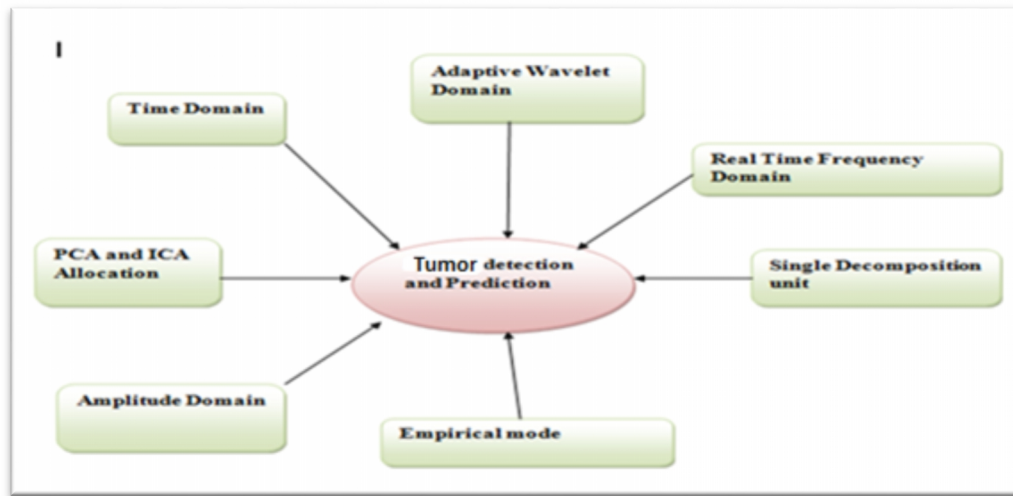 I
Adaptive Wavelet
Domain
Time Domain
Real Time Frequency
Domain
PCA and ICA
Allocation
Tumor detection
and Prediction
Single Decomposition
unit
Amplitude Domain
Empirical mode